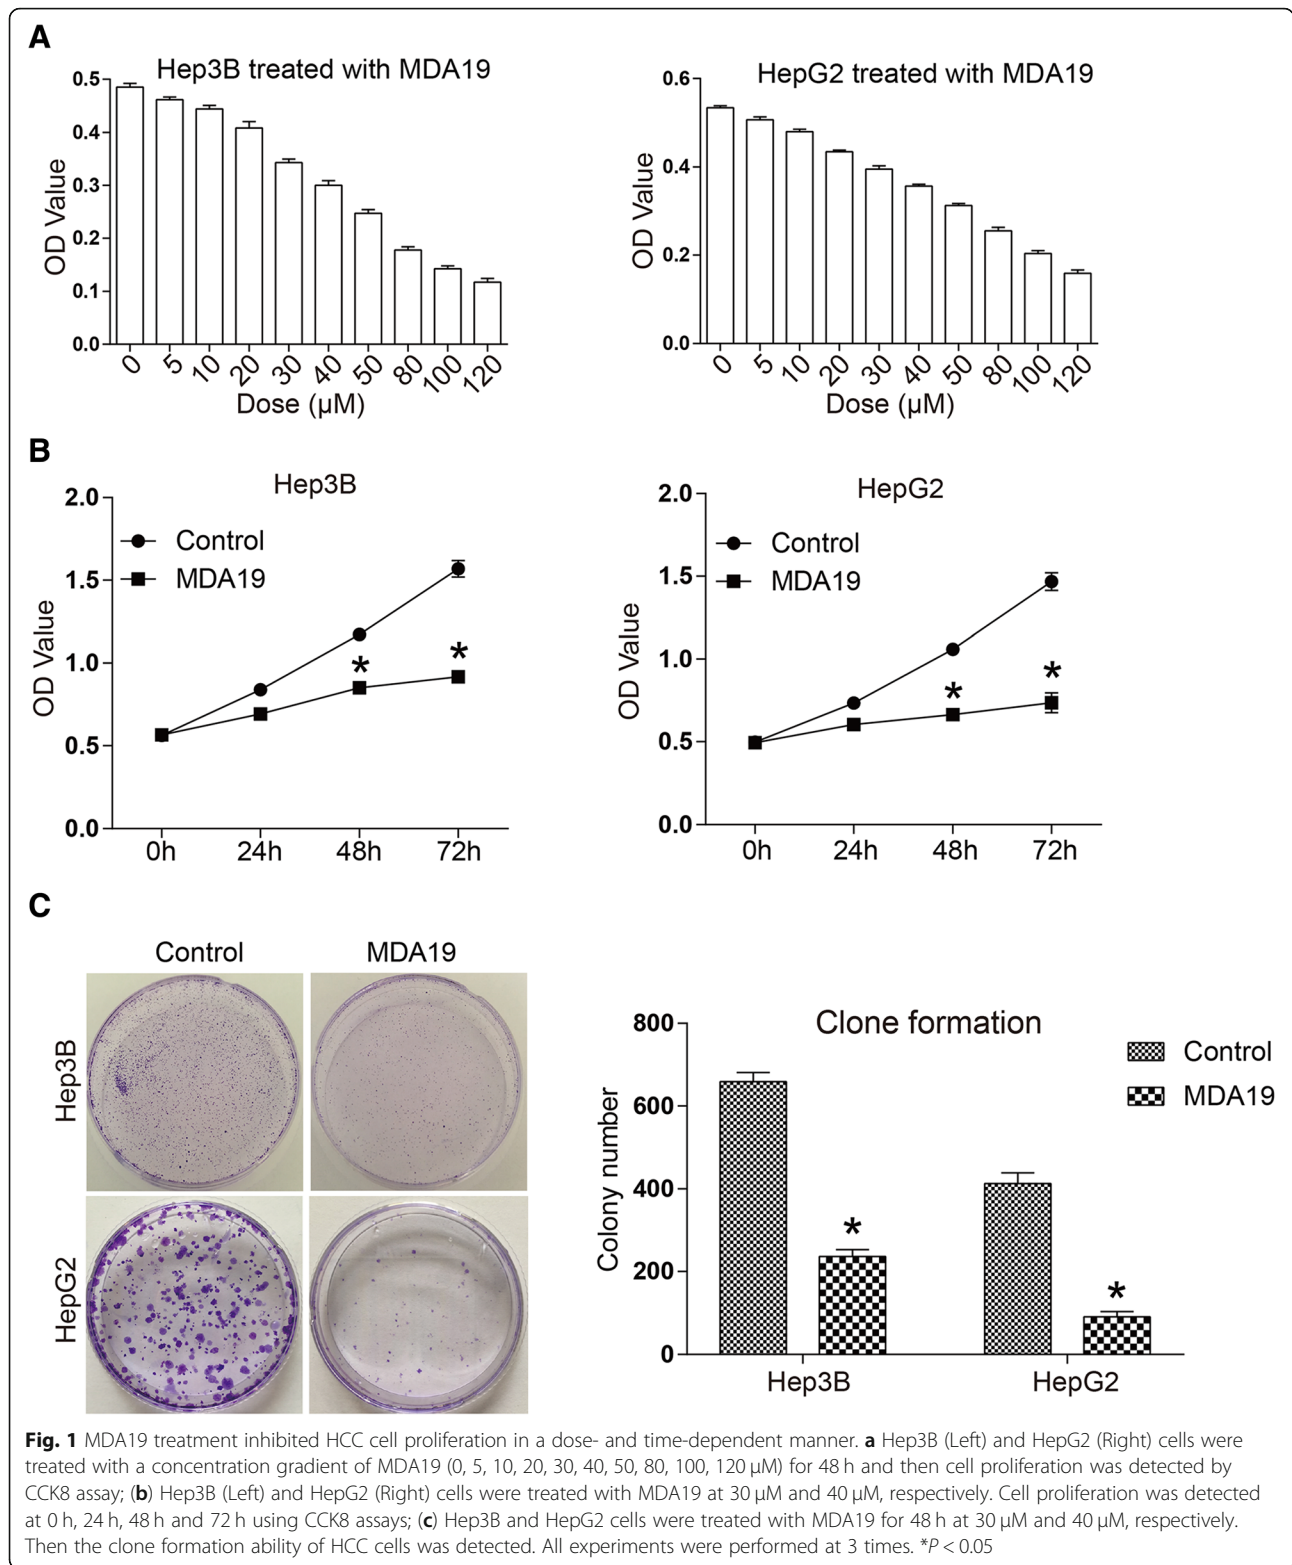 A
Hep3B treated with MDA19
OD Value
0.5
0.4
0.3
0.2
0.1
0.0
0 5 10 20 30 40 50 80 100 120
Dose (µM)
HepG2 treated with MDA19
OD Value
0.6
0.4
0.2
0.0
0 5 10 20 30 40 50 80 100 120
Dose (µM)
B
Hep3B
OD Value
2.0
1.5
1.0
0.5
0.0
Control
MDA19
*
*
0h 24h 48h 72h
HepG2
OD Value
2.0
1.5
1.0
0.5
0.0
Control
MDA19
*
*
0h 24h 48h 72h
C
Control MDA19
Hep3B
HepG2
Clone formation
Colony number
800
600
400
200
0
Control
MDA19
*
*
Hep3B HepG2
Fig. 1 MDA19 treatment inhibited HCC cell proliferation in a dose- and time-dependent manner. a Hep3B (Left) and HepG2 (Right) cells were
treated with a concentration gradient of MDA19 (0, 5, 10, 20, 30, 40, 50, 80, 100, 120 µM) for 48 h and then cell proliferation was detected by
CCK8 assay; (b) Hep3B (Left) and HepG2 (Right) cells were treated with MDA19 at 30 µM and 40 µM, respectively. Cell proliferation was detected
at 0 h, 24 h, 48 h and 72 h using CCK8 assays; (c) Hep3B and HepG2 cells were treated with MDA19 for 48 h at 30 µM and 40 µM, respectively.
Then the clone formation ability of HCC cells was detected. All experiments were performed at 3 times. *P < 0.05